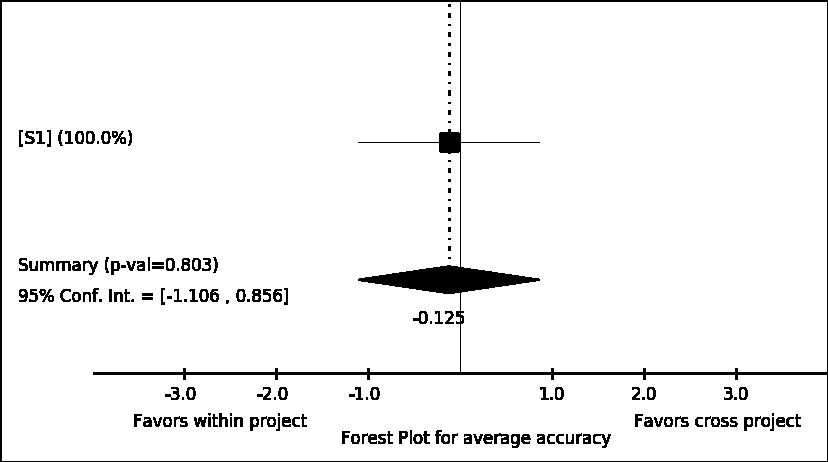 [S1] (100.0%)
Summary (p-val=0.803)
95% Conf. Int. = [-1.106 , 0.856]
-0.125
-3.0 -2.0 -1.0 1.0 2.0 3.0
Favors within project Favors cross project
Forest Plot for average accuracy